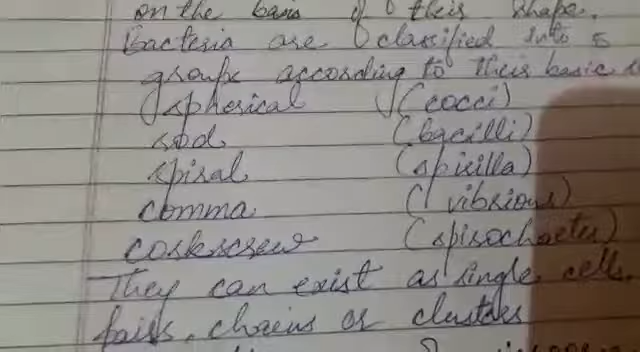 on the basis of their shape.
Bacteria are classified into 5
groups according to their basic
spherical (cocci)
rod (bacilli)
spiral (spirilla)
comma (vibrious)
corkscrew (spirochaetes)
They can exist as single cells,
pairs, chains or clusters